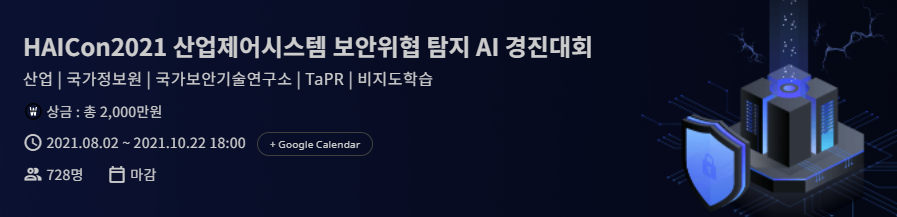 HAICon2021 산업제어시스템 보안위협 탐지 AI 경진대회
산업 | 국가정보원 | 국가보안기술연구소 | TaPR | 비지도학습
₩ 상금 : 총 2,000만원
2021.08.02 ~ 2021.10.22 18:00 + Google Calendar
728명 마감